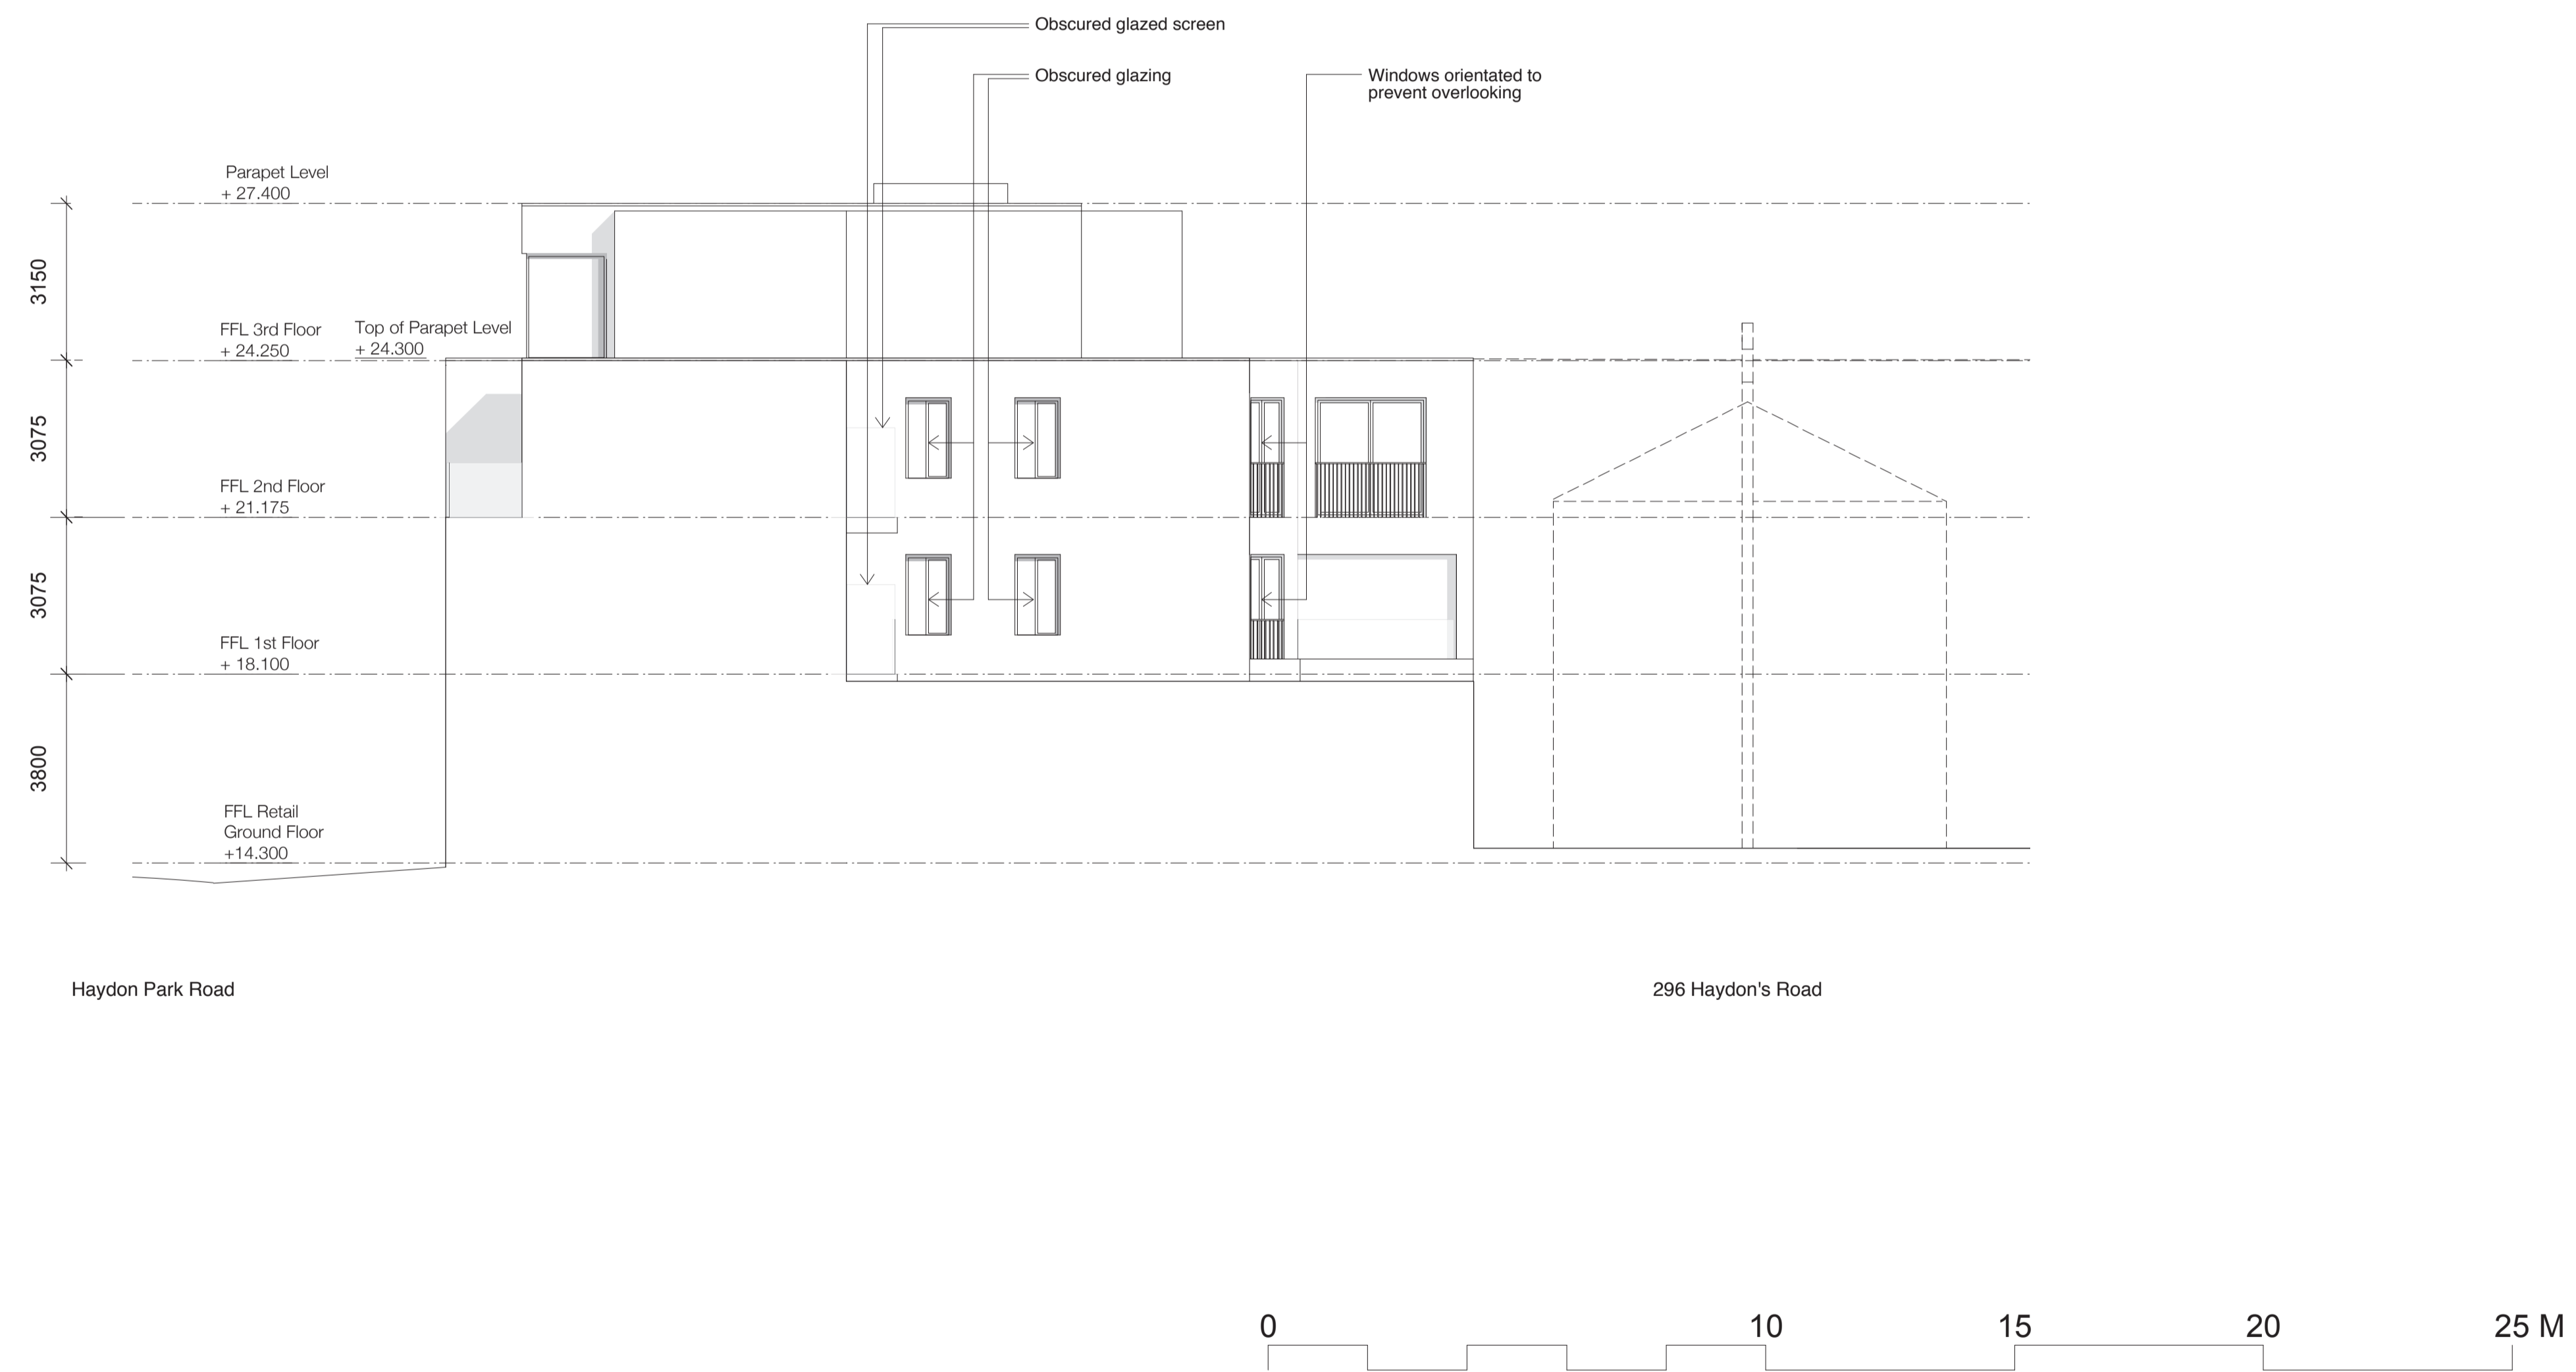 Obscured glazed screen
Obscured glazing
Windows orientated to
prevent overlooking
Parapet Level
+ 27.400
3150
FFL 3rd Floor
+ 24.250
Top of Parapet Level
+ 24.300
3075
FFL 2nd Floor
+ 21.175
3075
FFL 1st Floor
+ 18.100
3800
FFL Retail
Ground Floor
+14.300
Haydon Park Road
296 Haydon's Road
0 10 15 20 25 M